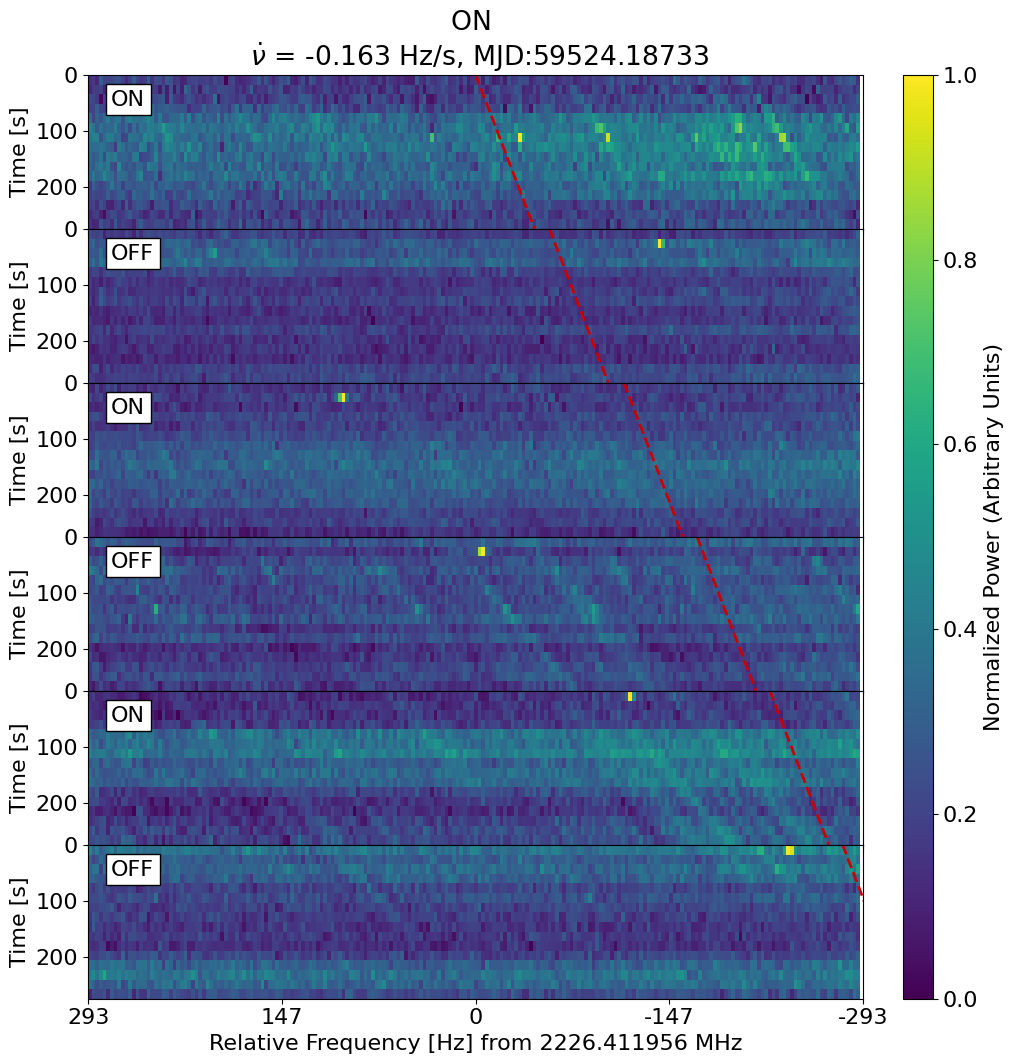 ON
ν̇ = -0.163 Hz/s, MJD:59524.18733
0
ON
100
200
Time [s]
0
OFF
100
200
Time [s]
0
ON
100
200
Time [s]
0
OFF
100
200
Time [s]
0
ON
100
200
Time [s]
0
OFF
100
200
Time [s]
293 147 0 -147 -293
Relative Frequency [Hz] from 2226.411956 MHz
1.0
0.8
0.6
0.4
0.2
0.0
Normalized Power (Arbitrary Units)